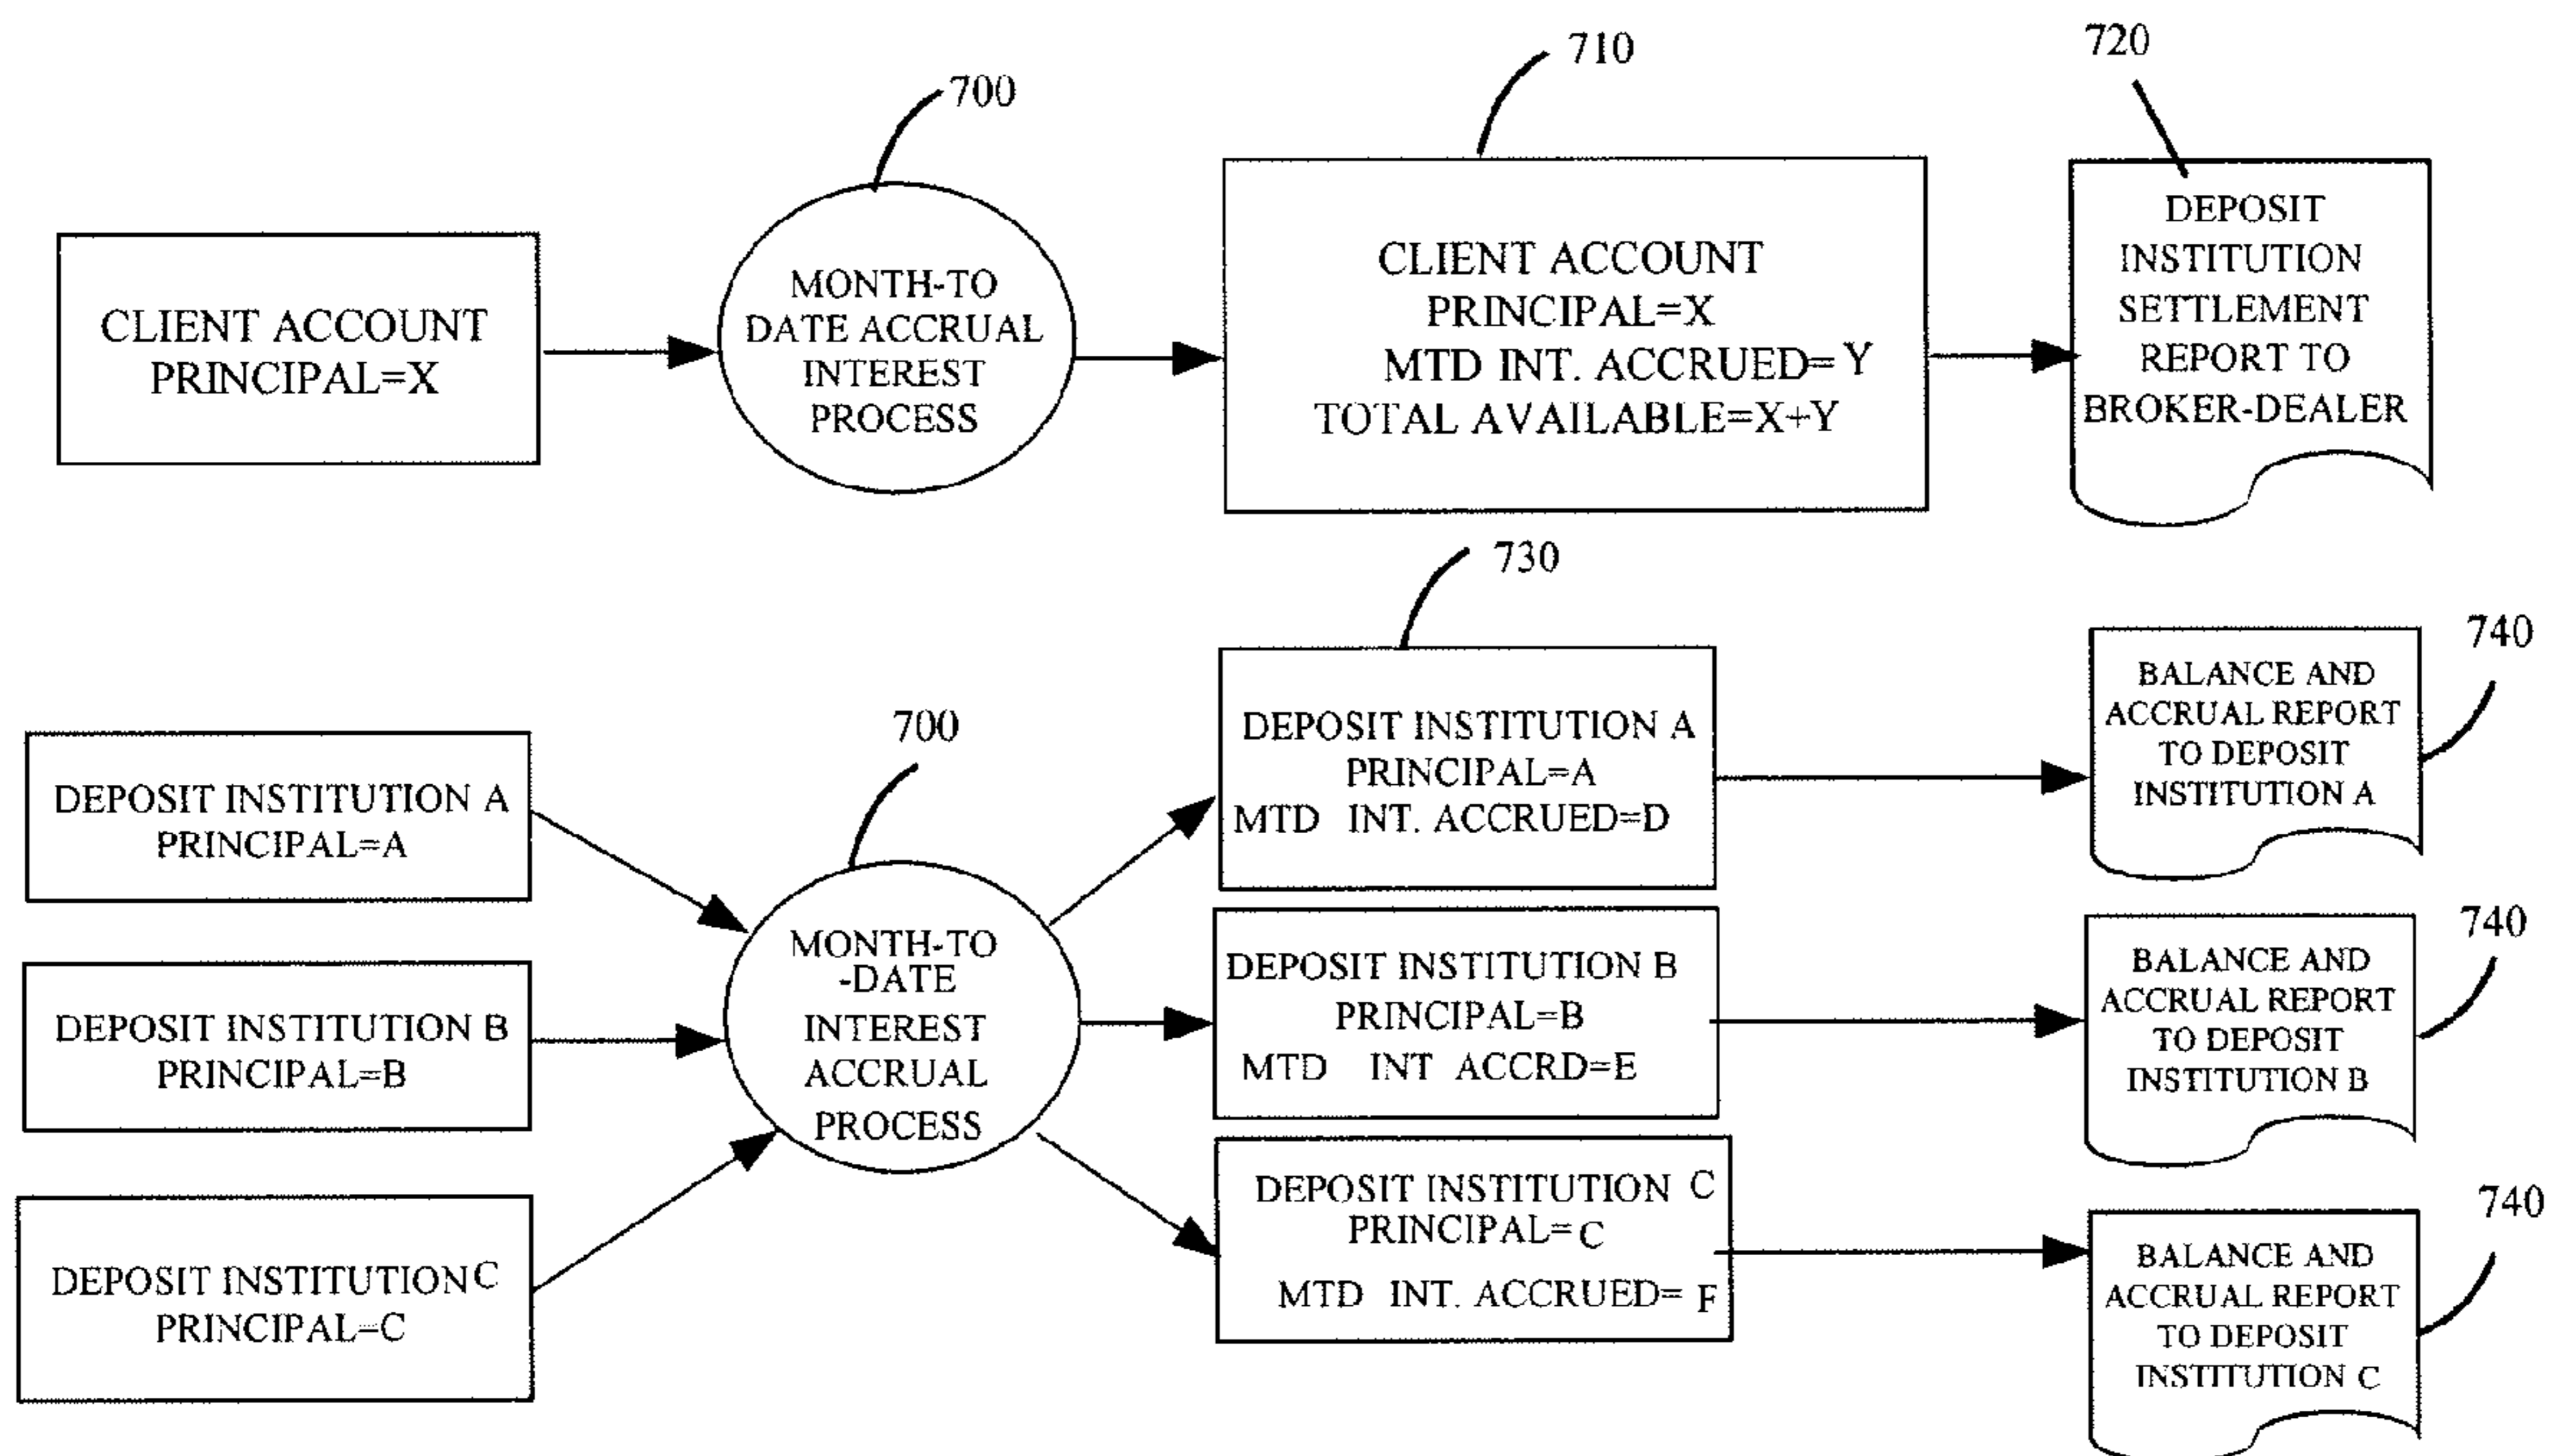 710
720
700
CLIENT ACCOUNT
PRINCIPAL=X
MONTH-TO
DATE ACCRUAL
INTEREST
PROCESS
CLIENT ACCOUNT
PRINCIPAL=X
MTD INT. ACCRUED= Y
TOTAL AVAILABLE=X+Y
DEPOSIT
INSTITUTION
SETTLEMENT
REPORT TO
BROKER-DEALER
730
740
700
DEPOSIT INSTITUTION A
PRINCIPAL=A
DEPOSIT INSTITUTION B
PRINCIPAL=B
DEPOSIT INSTITUTION C
PRINCIPAL=C
MONTH-TO
-DATE
INTEREST
ACCRUAL
PROCESS
DEPOSIT INSTITUTION A
PRINCIPAL=A
MTD INT. ACCRUED=D
BALANCE AND
ACCRUAL REPORT
TO DEPOSIT
INSTITUTION A
DEPOSIT INSTITUTION B
PRINCIPAL=B
MTD INT ACCRD=E
740
BALANCE AND
ACCRUAL REPORT
TO DEPOSIT
INSTITUTION B
DEPOSIT INSTITUTION C
PRINCIPAL= C
MTD INT. ACCRUED= F
740
BALANCE AND
ACCRUAL REPORT
TO DEPOSIT
INSTITUTION C